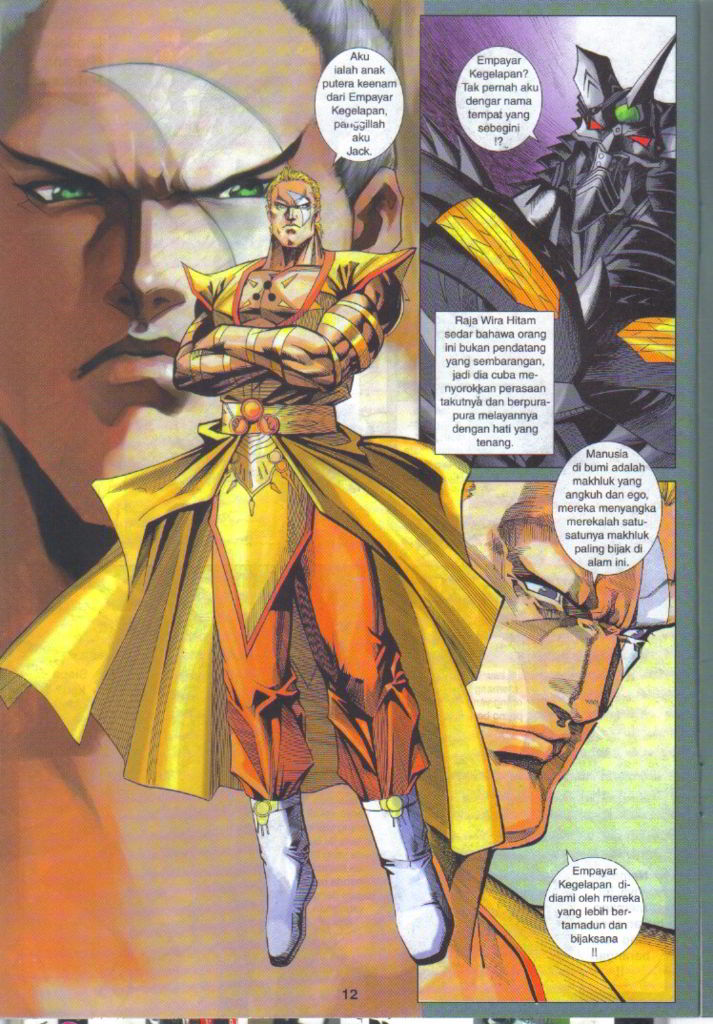 Aku
ialah anak
putera keenam
dari Empayar
Kegelapan,
panggillah
aku
Jack.
Empayar
Kegelapan?
Tak pernah aku
dengar nama
tempat yang
sebegini
!?
Raja Wira Hitam
sedar bahawa orang
ini bukan pendatang
yang sembarangan,
jadi dia cuba me-
nyorokkan perasaan
takutnya dan berpura-
pura melayannya
dengan hati yang
tenang.
Manusia
di bumi adalah
makhluk yang
angkuh dan ego,
mereka menyangka
merekalah satu-
satunya makhluk
paling bijak di
alam ini.
Empayar
Kegelapan di-
diami oleh mereka
yang lebih ber-
tamadun dan
bijaksana
!!
12